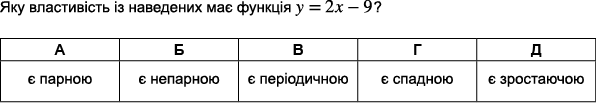 Яку властивість із наведених має функція y = 2x − 9?
А Б В Г Д
є парною є непарною є періодичною є спадною є зростаючою